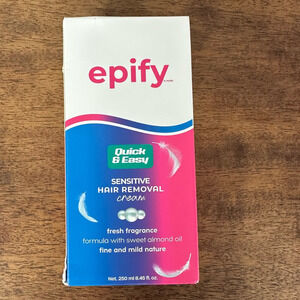 epify
Quick
& Easy
SENSITIVE
HAIR REMOVAL
cream
fresh fragrance
formula with sweet almond oil
fine and mild nature
Net. 250 ml 8.45 fl. oz.